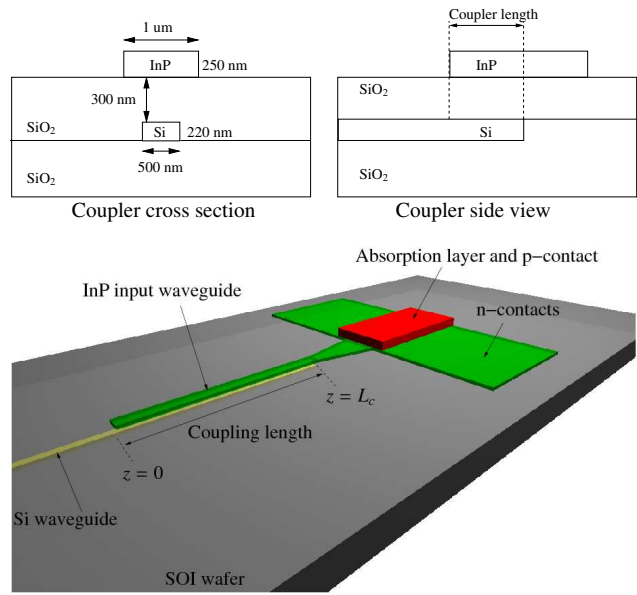 1 um
InP
250 nm
300 nm
SiO2
Si
220 nm
500 nm
SiO2
Coupler cross section
Coupler length
InP
SiO2
Si
SiO2
Coupler side view
Absorption layer and p−contact
InP input waveguide
n−contacts
z = Lc
Coupling length
z = 0
Si waveguide
SOI wafer